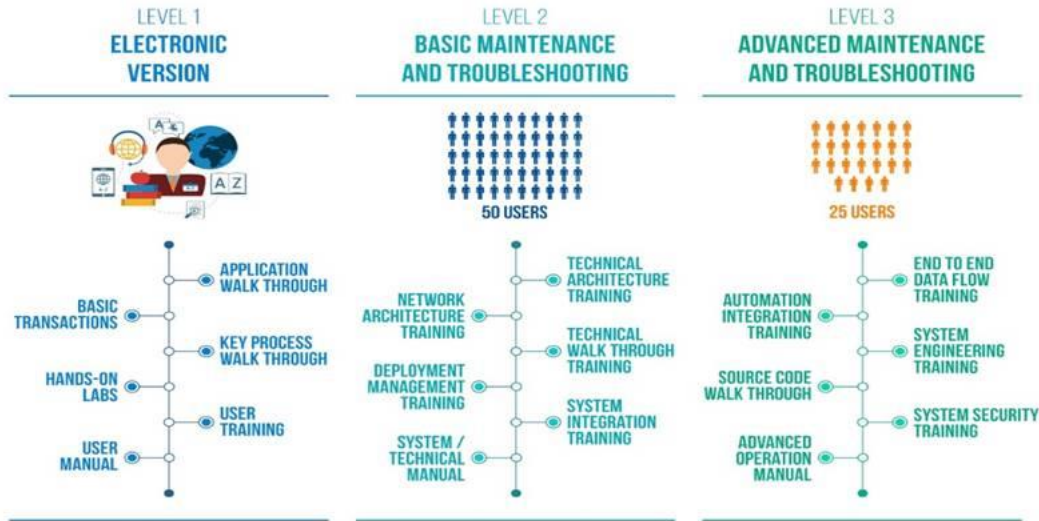 LEVEL 1
ELECTRONIC
VERSION
A
A Z
50 USERS
APPLICATION
WALK THROUGH
BASIC
TRANSACTIONS
KEY PROCESS
WALK THROUGH
HANDS-ON
LABS
USER
TRAINING
USER
MANUAL
LEVEL 2
BASIC MAINTENANCE
AND TROUBLESHOOTING
TECHNICAL
ARCHITECTURE
TRAINING
NETWORK
ARCHITECTURE
TRAINING
TECHNICAL
WALK THROUGH
TRAINING
DEPLOYMENT
MANAGEMENT
TRAINING
SYSTEM
INTEGRATION
TRAINING
SYSTEM /
TECHNICAL
MANUAL
LEVEL 3
ADVANCED MAINTENANCE
AND TROUBLESHOOTING
25 USERS
END TO END
DATA FLOW
TRAINING
AUTOMATION
INTEGRATION
TRAINING
SYSTEM
ENGINEERING
TRAINING
SOURCE CODE
WALK THROUGH
SYSTEM SECURITY
TRAINING
ADVANCED
OPERATION
MANUAL